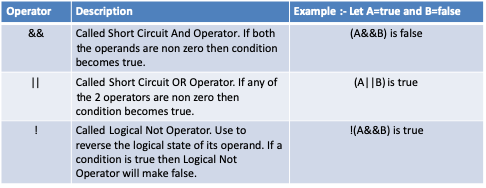 Operator Description Example :- Let A=true and B=false
&& Called Short Circuit And Operator. If both (A&&B) is false
the operands are non zero then condition
becomes true.
|| Called Short Circuit OR Operator. If any of (A||B) is true
the 2 operators are non zero then
condition becomes true.
! Called Logical Not Operator. Use to !(A&&B) is true
reverse the logical state of its operand. If a
condition is true then Logical Not
Operator will make false.